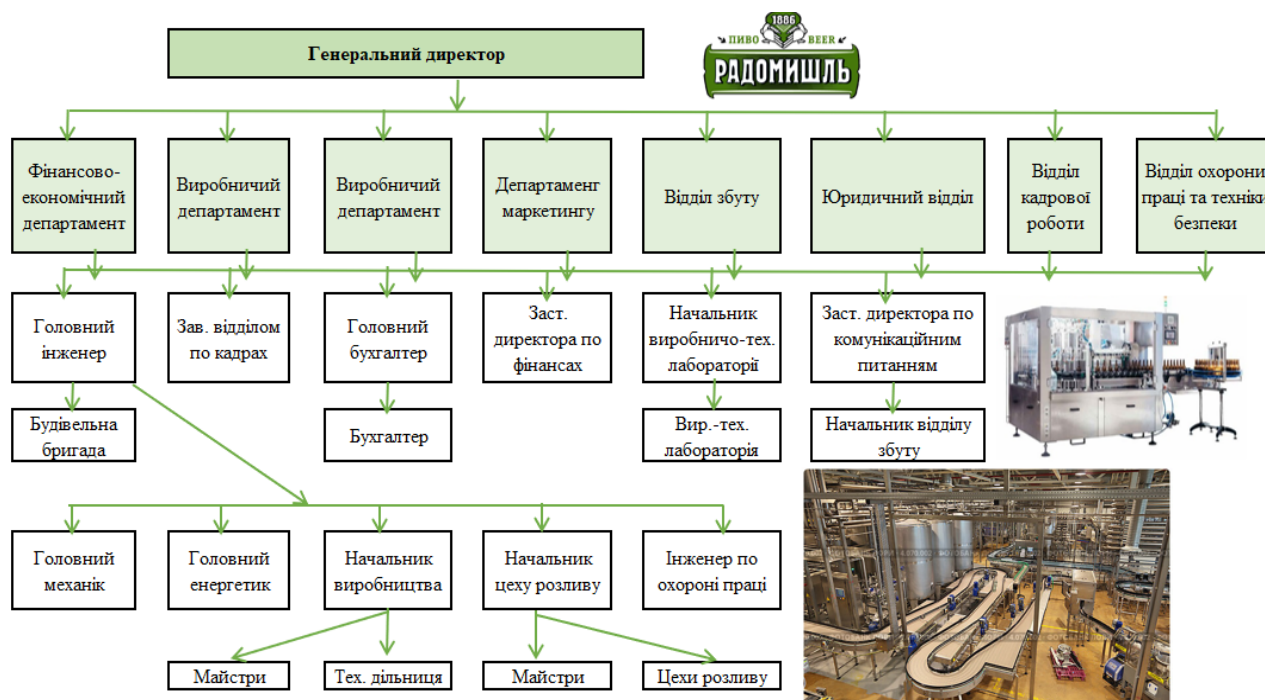 1886
ПИВО BEER
РАДОМИШЛЬ
Генеральний директор
Фінансово-
економічний
департамент
Виробничий
департамент
Виробничий
департамент
Департаменг
маркетингу
Відділ збуту
Юридичний відділ
Відділ
кадрової
роботи
Відділ охорони
праці та техніки
безпеки
Головний
інженер
Зав. відділом
по кадрах
Головний
бухгалтер
Заст.
директора по
фінансах
Начальник
виробничо-тех.
лабораторії
Заст. директора по
комунікаційним
питанням
Будівельна
бригада
Бухгалтер
Вир.-тех.
лабораторія
Начальник відділу
збуту
Головний
механік
Головний
енергетик
Начальник
виробництва
Начальник
цеху розливу
Інженер по
охороні праці
Майстри
Тех. дільниця
Майстри
Цехи розливу